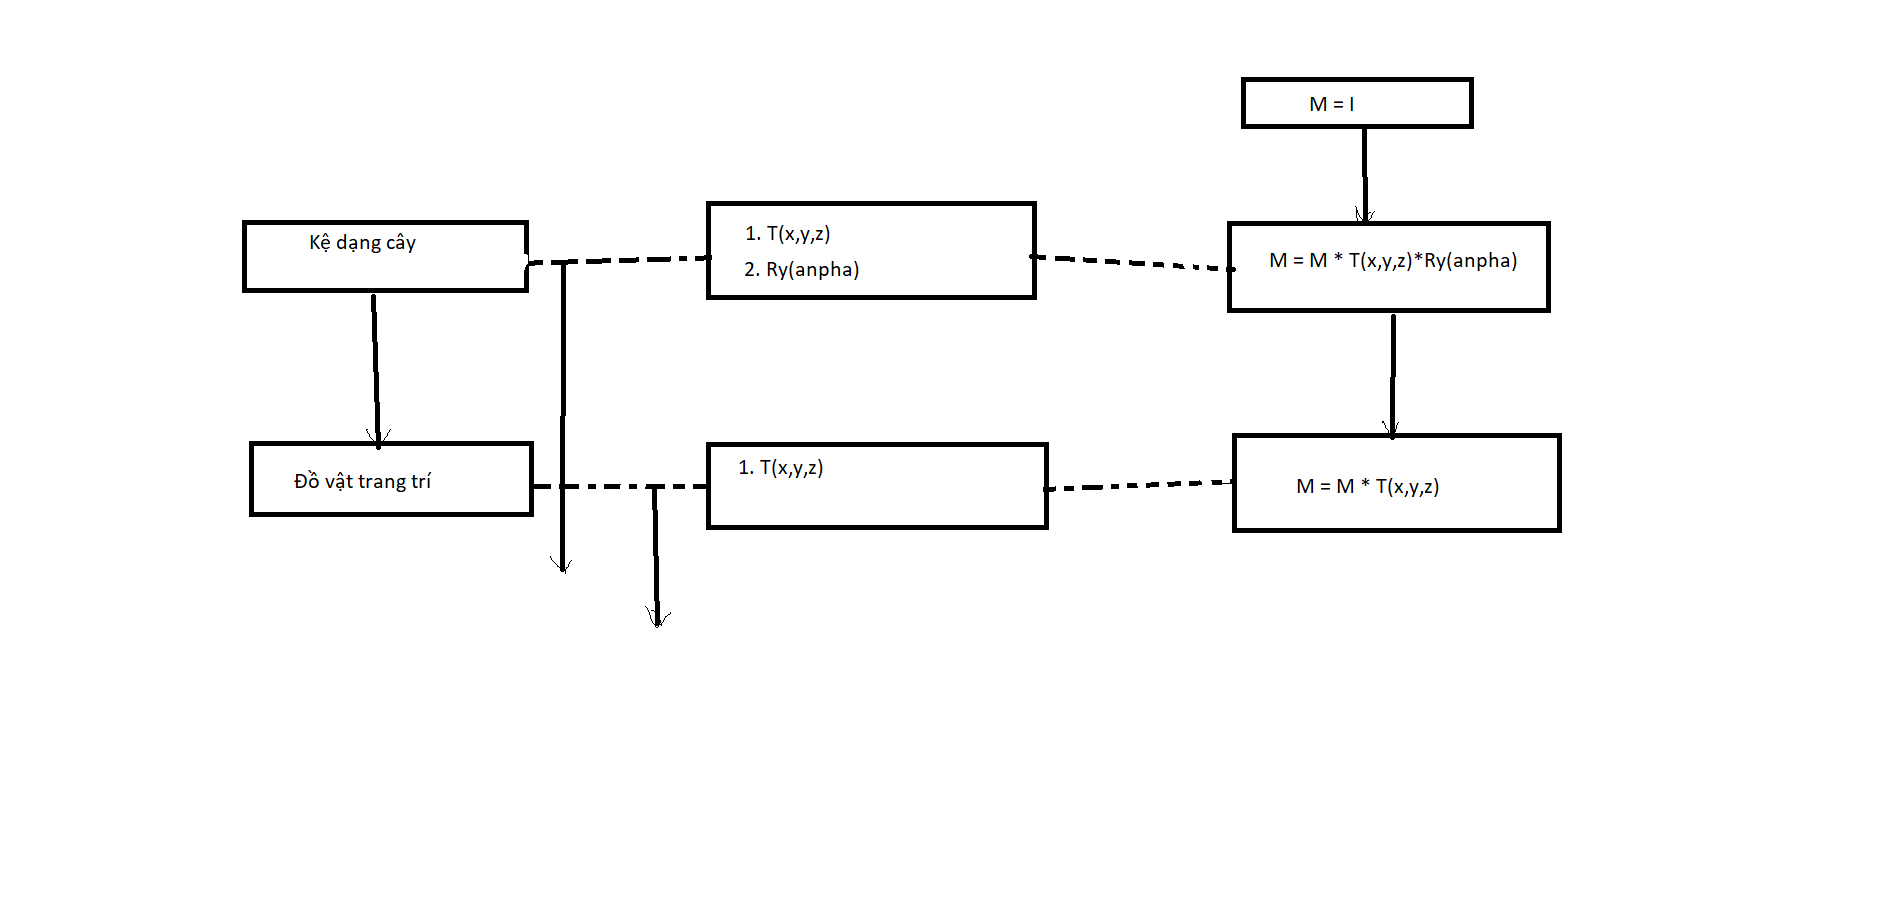 M = I
Kệ dạng cây
1. T(x,y,z)
2. Ry(anpha)
M = M * T(x,y,z)*Ry(anpha)
Đồ vật trang trí
1. T(x,y,z)
M = M * T(x,y,z)